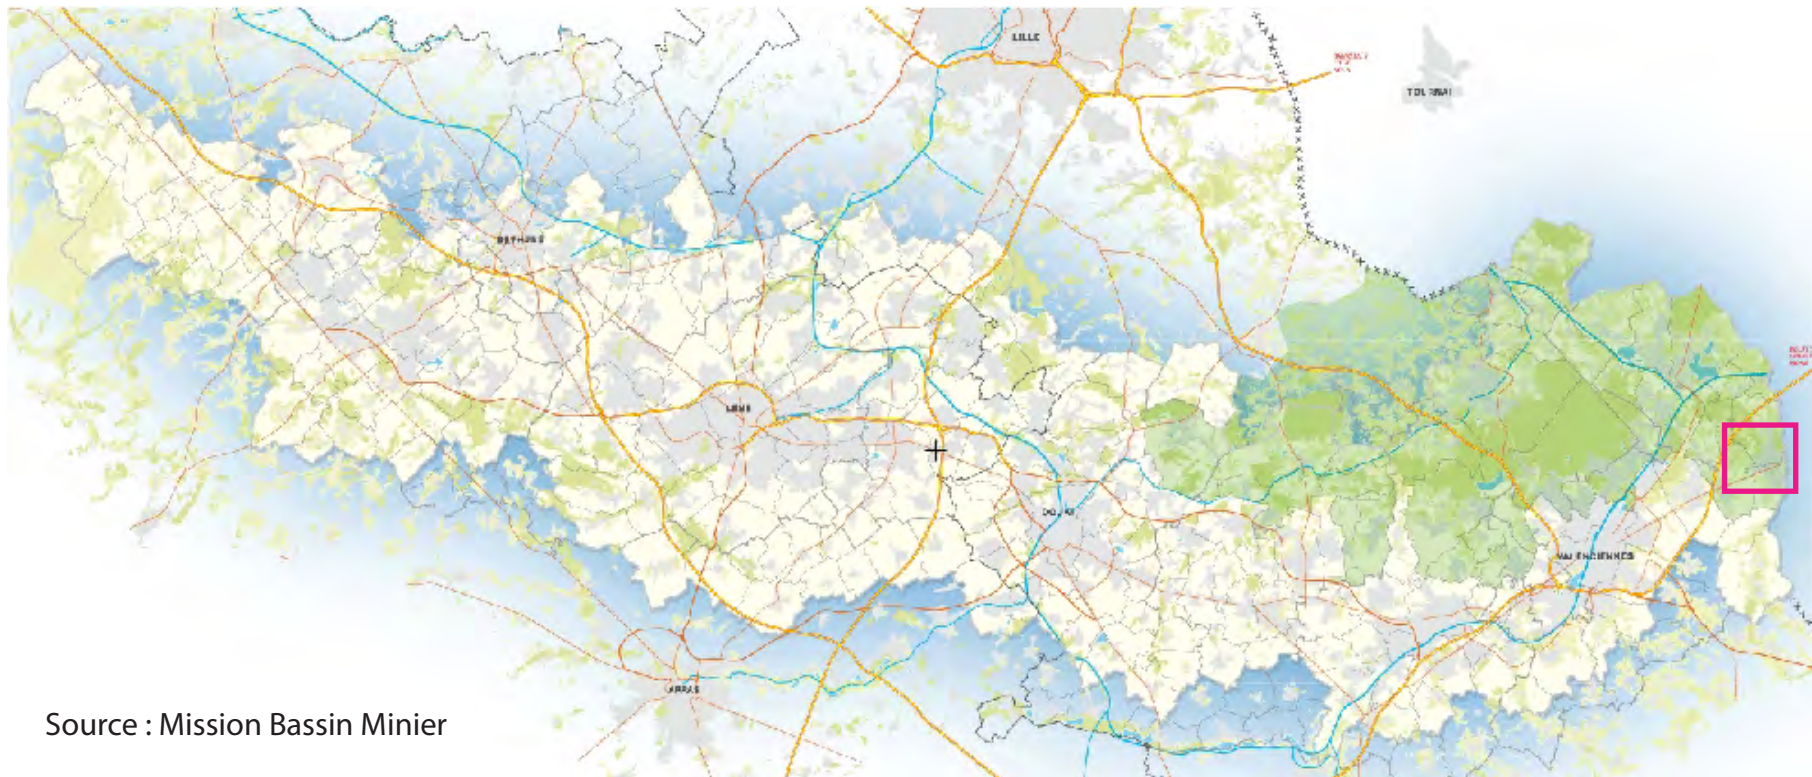 LILLE
TOURNAI
BETHUNE
LENS
DOUAI
VALENCIENNES
ARRAS
Source : Mission Bassin Minier